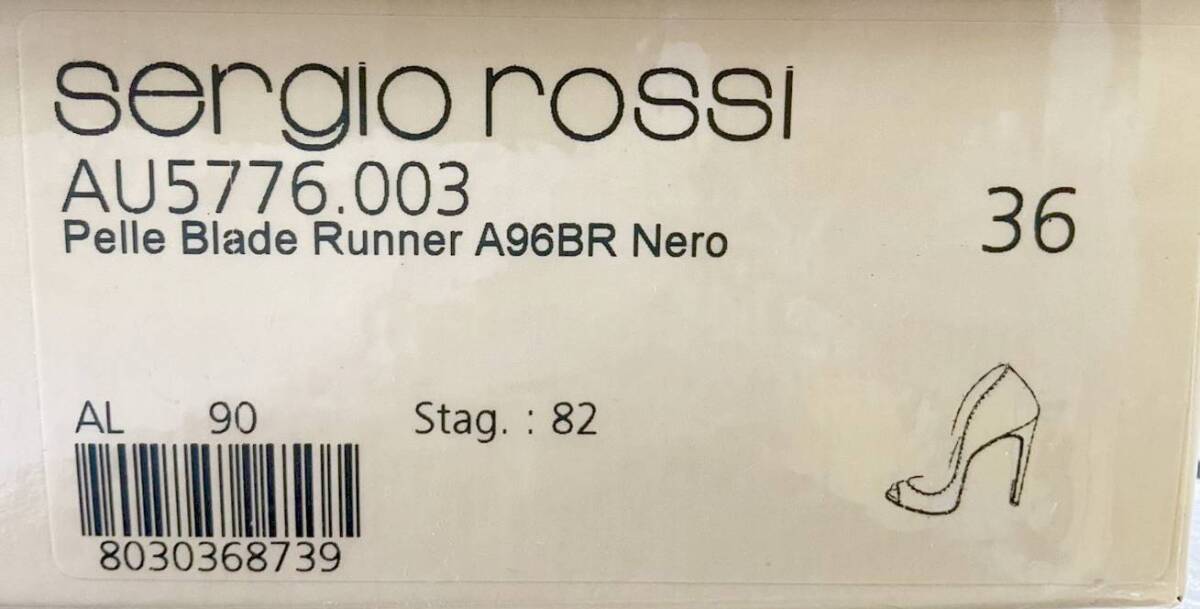 sergio rossi
AU5776.003
36
Pelle Blade Runner A96BR Nero
AL 90 Stag. : 82
8030368739